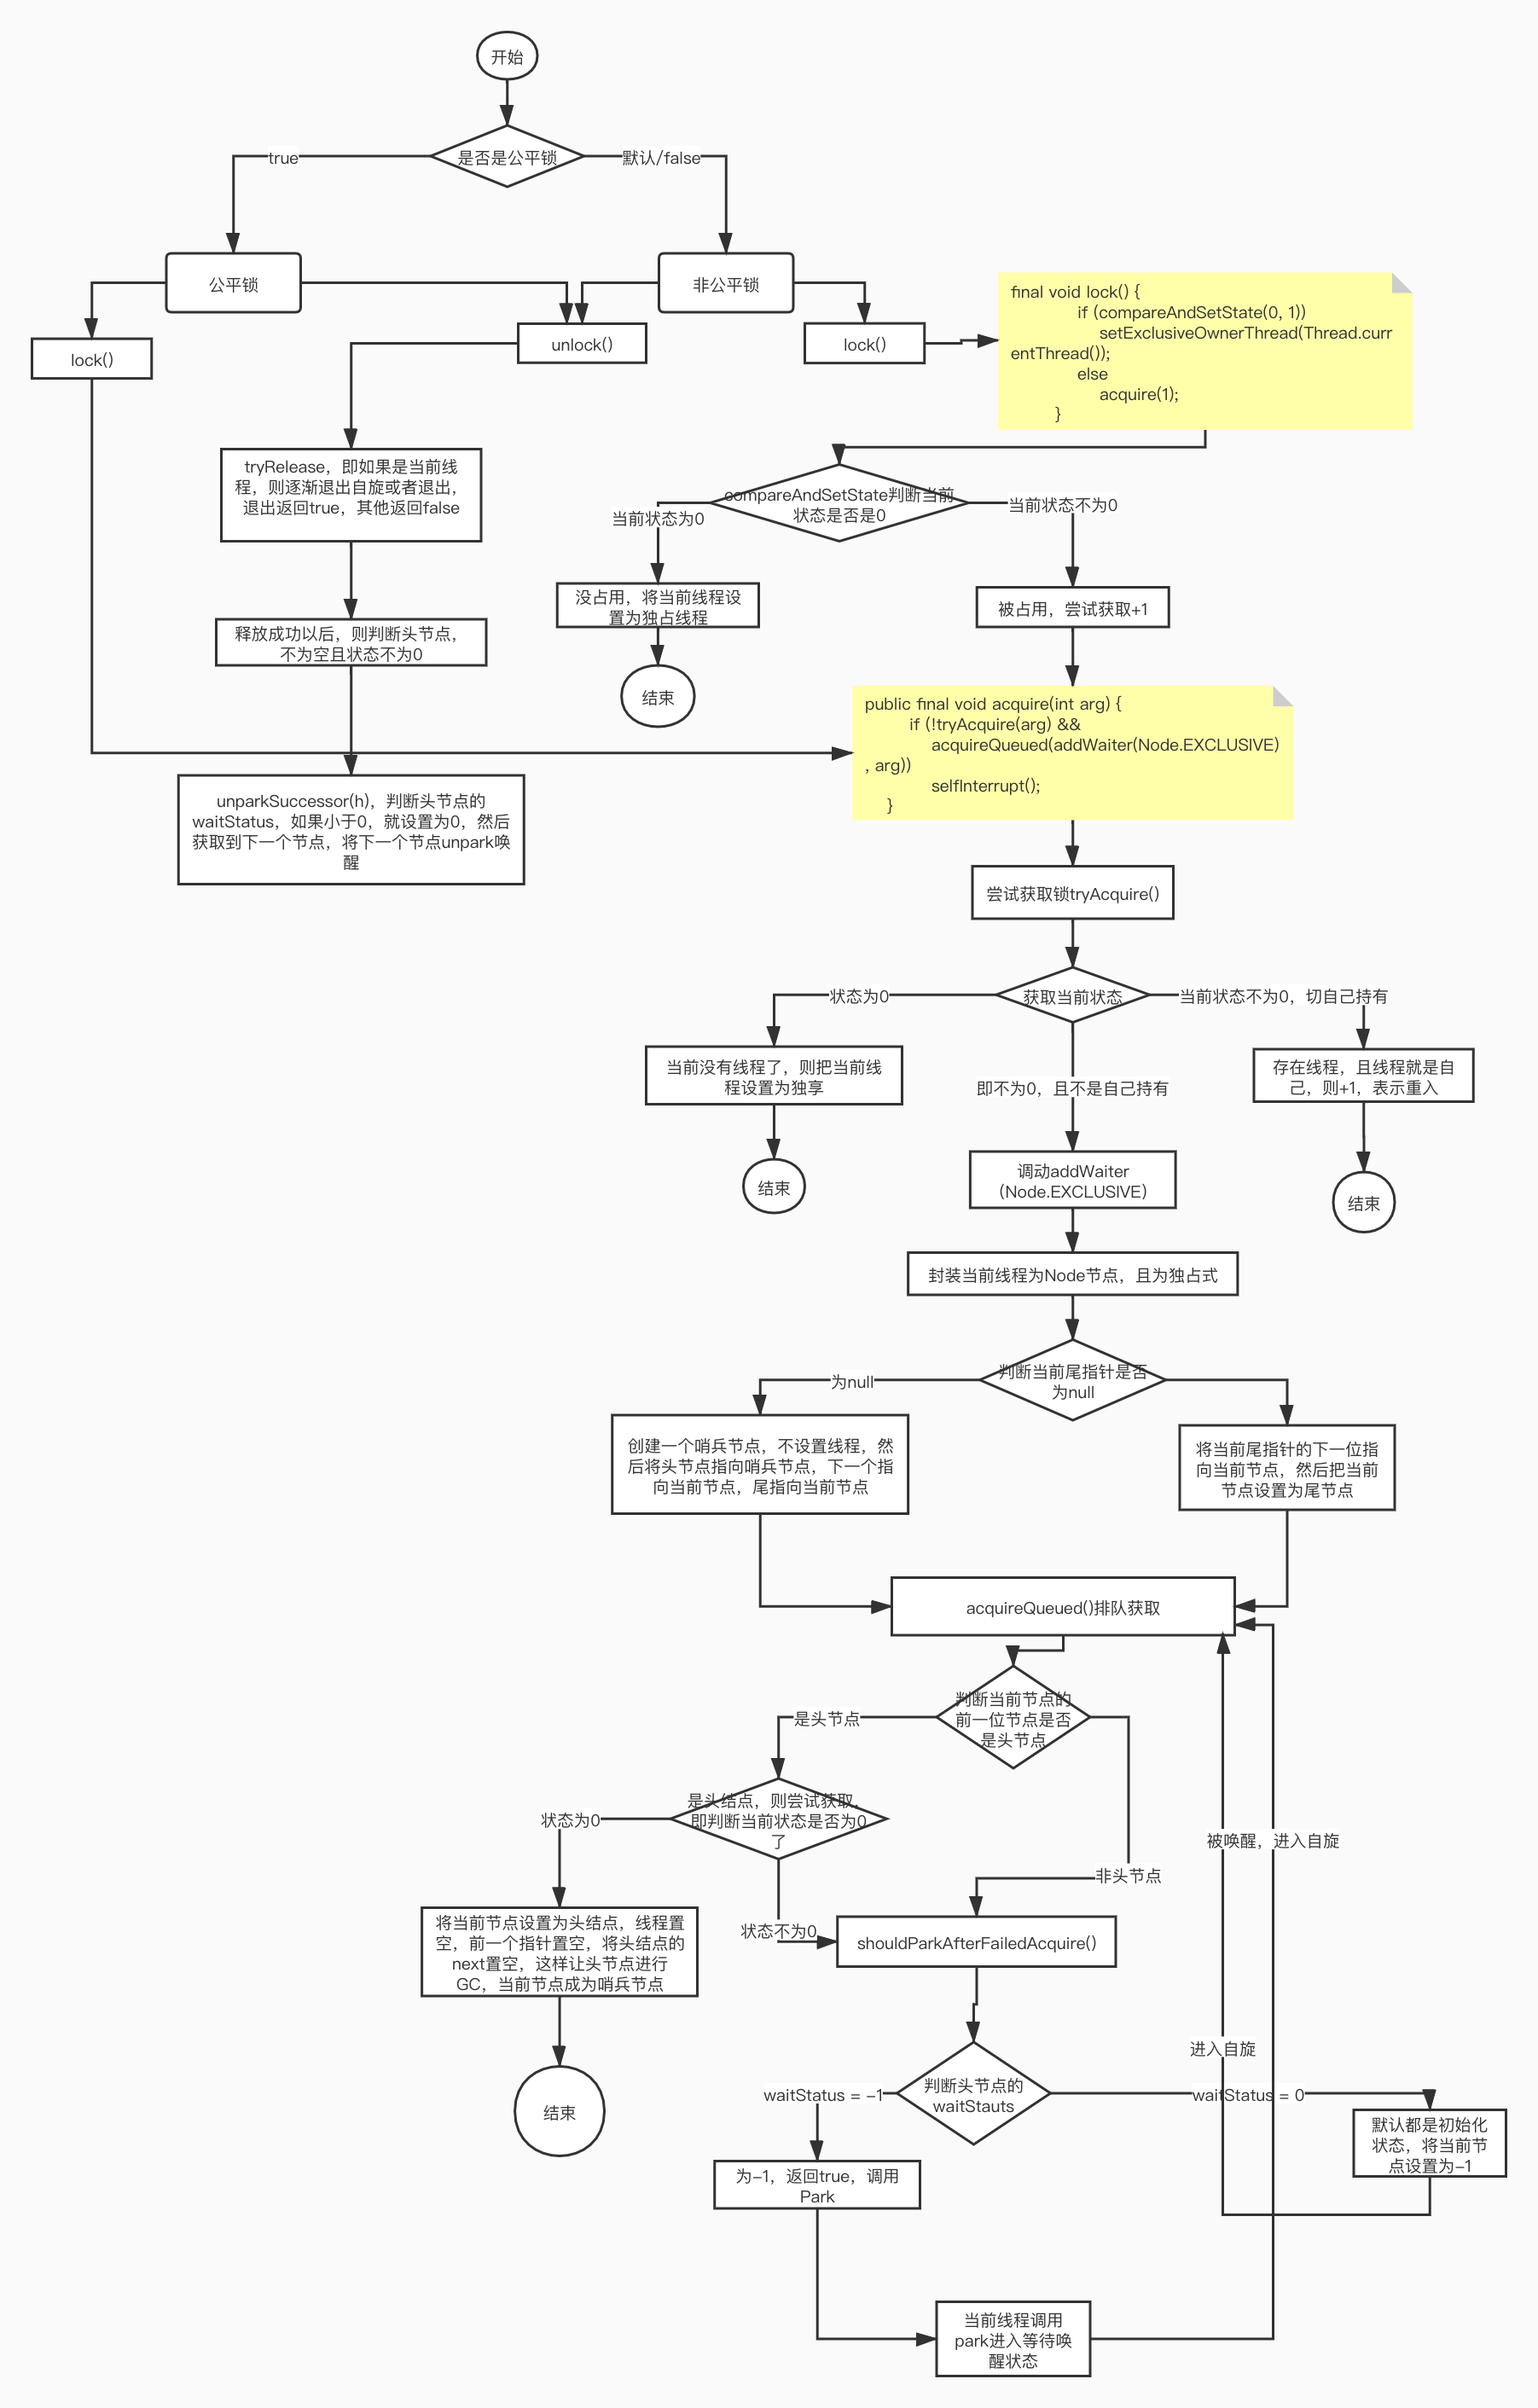 开始
是否是公平锁
true
默认/false
公平锁
非公平锁
lock()
unlock()
lock()
final void lock() {
if (compareAndSetState(0, 1))
setExclusiveOwnerThread(Thread.curr
entThread());
else
acquire(1);
}
tryRelease，即如果是当前线
程，则逐渐退出自旋或者退出，
退出返回true，其他返回false
compareAndSetState判断当前
状态是否是0
当前状态为0
当前状态不为0
没占用，将当前线程设
置为独占线程
被占用，尝试获取+1
释放成功以后，则判断头节点，
不为空且状态不为0
结束
public final void acquire(int arg) {
if (!tryAcquire(arg) &&
acquireQueued(addWaiter(Node.EXCLUSIVE)
, arg))
selfInterrupt();
}
unparkSuccessor(h)，判断头节点的
waitStatus，如果小于0，就设置为0，然后
获取到下一个节点，将下一个节点unpark唤
醒
尝试获取锁tryAcquire()
获取当前状态
状态为0
当前状态不为0，切自己持有
当前没有线程了，则把当前线
程设置为独享
即不为0，且不是自己持有
存在线程，且线程就是自
己，则+1，表示重入
结束
调动addWaiter
(Node.EXCLUSIVE)
结束
封装当前线程为Node节点，且为独占式
判断当前尾指针是否
为null
为null
创建一个哨兵节点，不设置线程，然
后将头节点指向哨兵节点，下一个指
向当前节点，尾指向当前节点
将当前尾指针的下一位指
向当前节点，然后把当前
节点设置为尾节点
acquireQueued()排队获取
判断当前节点的
前一位节点是否
是头节点
是头节点
是头结点，则尝试获取，
即判断当前状态是否为0
了
状态为0
被唤醒，进入自旋
非头节点
状态不为0
将当前节点设置为头结点，线程置
空，前一个指针置空，将头结点的
next置空，这样让头节点进行
GC，当前节点成为哨兵节点
shouldParkAfterFailedAcquire()
进入自旋
判断头节点的
waitStauts
waitStatus = -1
waitStatus = 0
结束
默认都是初始化
状态，将当前节
点设置为-1
为-1，返回true，调用
Park
当前线程调用
park进入等待唤
醒状态